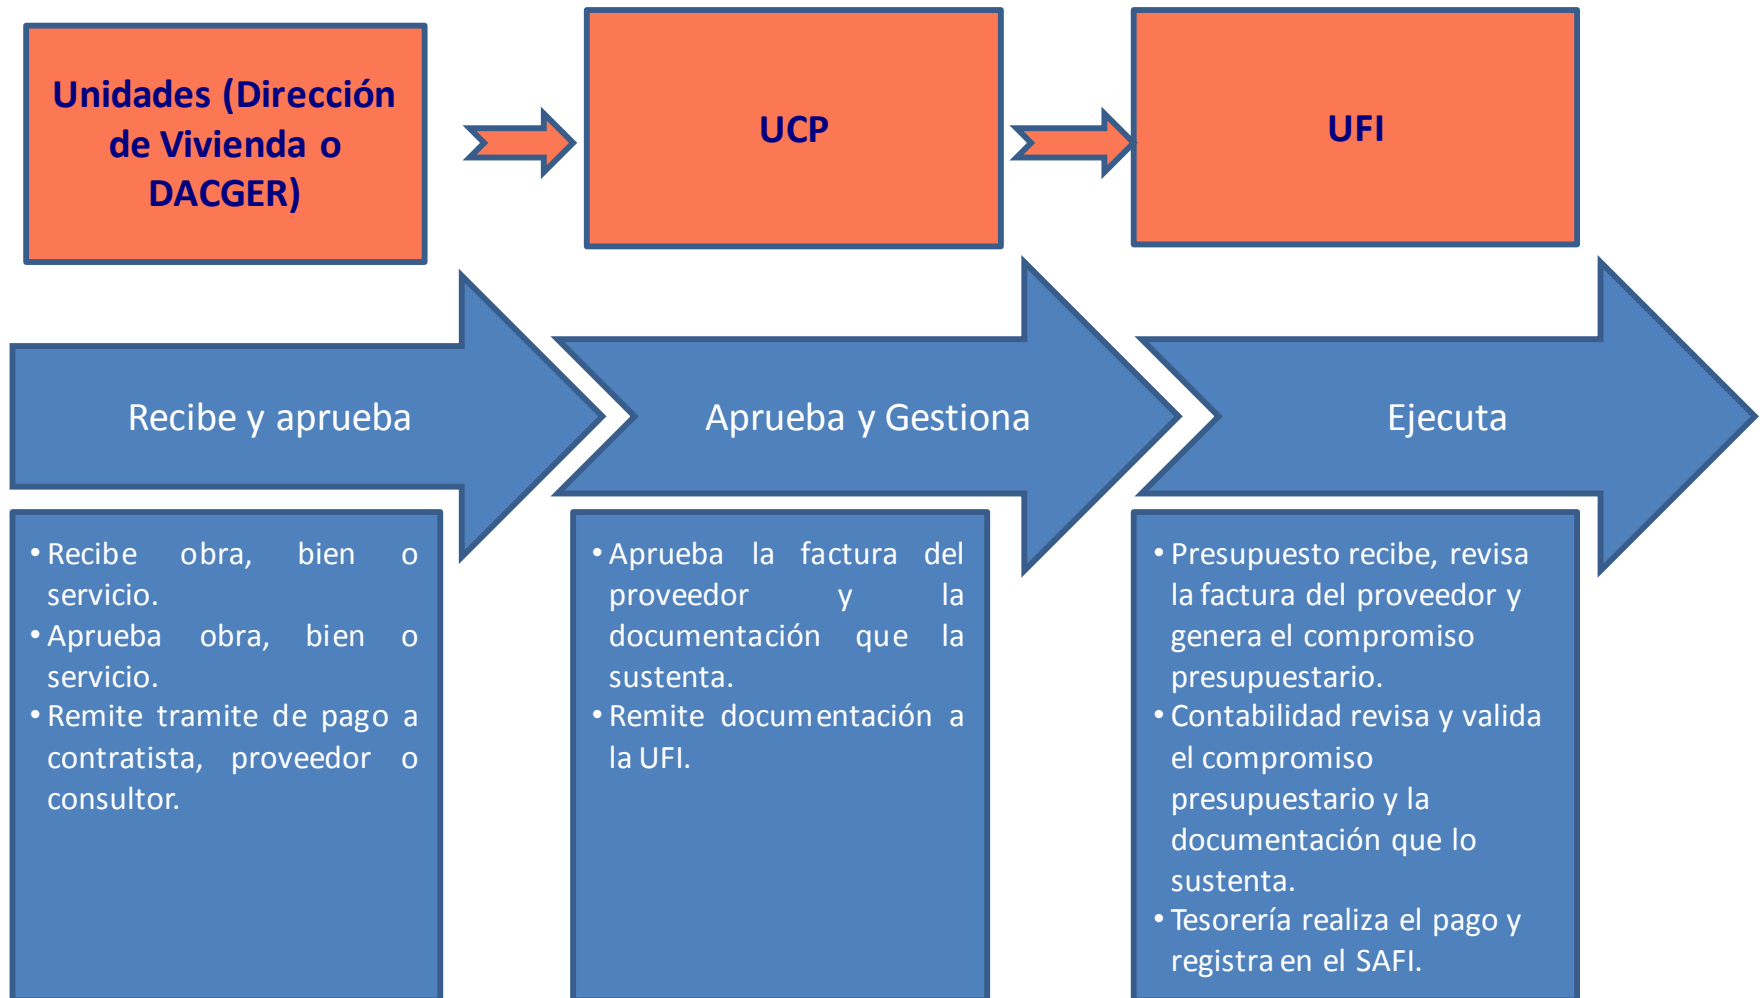 Unidades (Dirección
de Vivienda o
DACGER)
UCP
UFI
Recibe y aprueba
Aprueba y Gestiona
Ejecuta
• Recibe obra, bien o
servicio.
• Aprueba obra, bien o
servicio.
• Remite tramite de pago a
contratista, proveedor o
consultor.
• Aprueba la factura del
proveedor y la
documentación que la
sustenta.
• Remite documentación a
la UFI.
• Presupuesto recibe, revisa
la factura del proveedor y
genera el compromiso
presupuestario.
• Contabilidad revisa y valida
el compromiso
presupuestario y la
documentación que lo
sustenta.
• Tesorería realiza el pago y
registra en el SAFI.